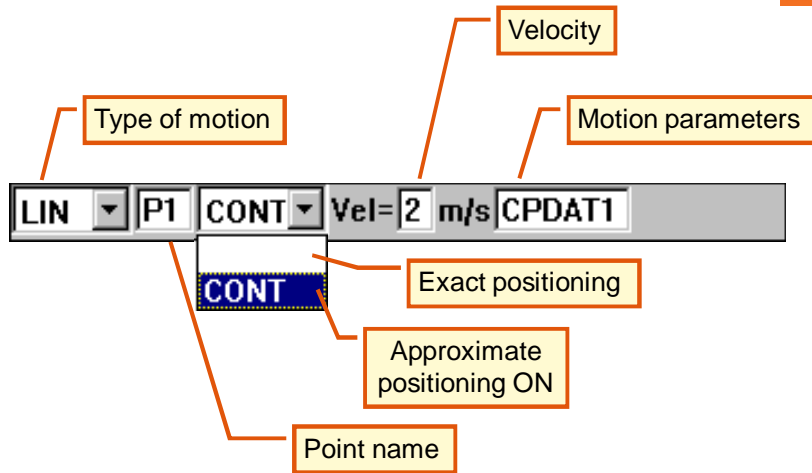 Velocity
Type of motion
Motion parameters
LIN P1 CONT Vel= 2 m/s CPDAT1
Exact positioning
CONT
Approximate
positioning ON
Point name